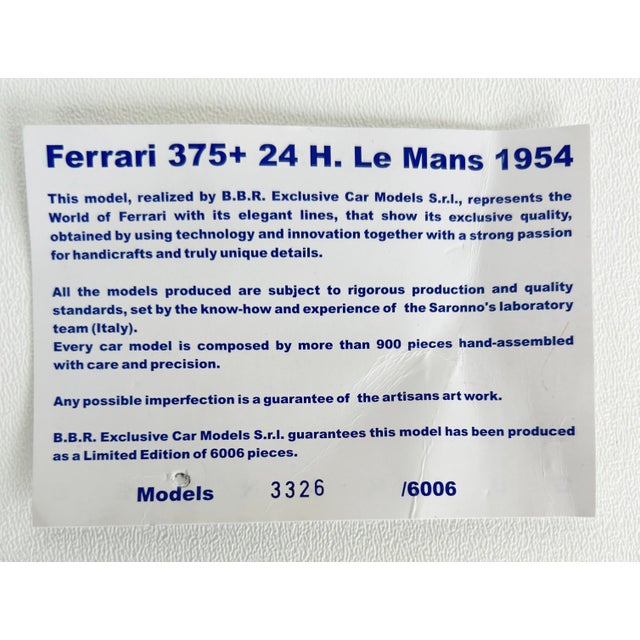 Ferrari 375+ 24 H. Le Mans 1954
This model, realized by B.B.R. Exclusive Car Models S.r.l., represents the
World of Ferrari with its elegant lines, that show its exclusive quality,
obtained by using technology and innovation together with a strong passion
for handicrafts and truly unique details.
All the models produced are subject to rigorous production and quality
standards, set by the know-how and experience of the Saronno's laboratory
team (Italy).
Every car model is composed by more than 900 pieces hand-assembled
with care and precision.
Any possible imperfection is a guarantee of the artisans art work.
B.B.R. Exclusive Car Models S.r.l. guarantees this model has been produced
as a Limited Edition of 6006 pieces.
Models 3326 /6006